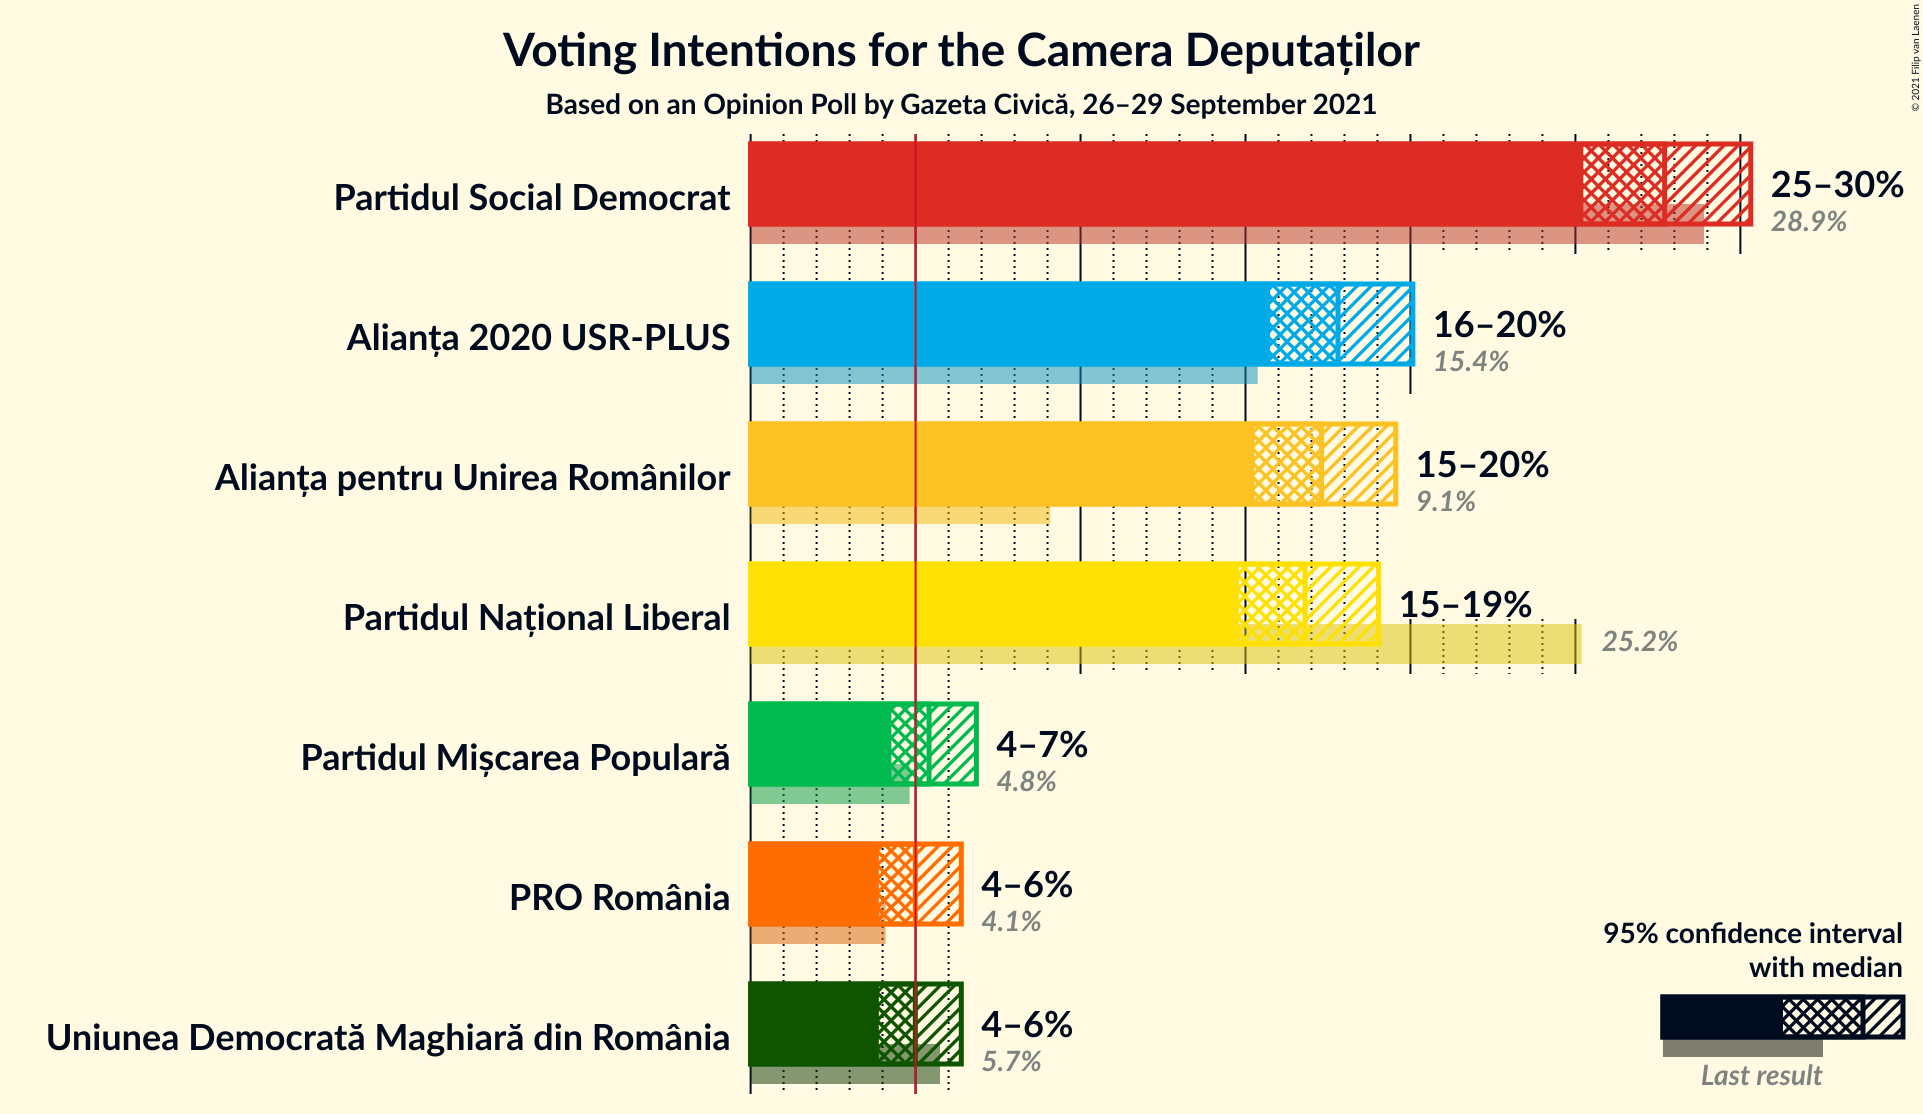 Voting Intentions for the Camera Deputaților
Based on an Opinion Poll by Gazeta Civică, 26–29 September 2021
© 2021 Filip van Laenen
Partidul Social Democrat
25–30%
28.9%
Alianța 2020 USR-PLUS
16–20%
15.4%
Alianța pentru Unirea Românilor
15–20%
9.1%
Partidul Național Liberal
15–19%
25.2%
Partidul Mișcarea Populară
4–7%
4.8%
PRO România
4–6%
4.1%
Uniunea Democrată Maghiară din România
4–6%
5.7%
95% confidence interval
with median
Last result